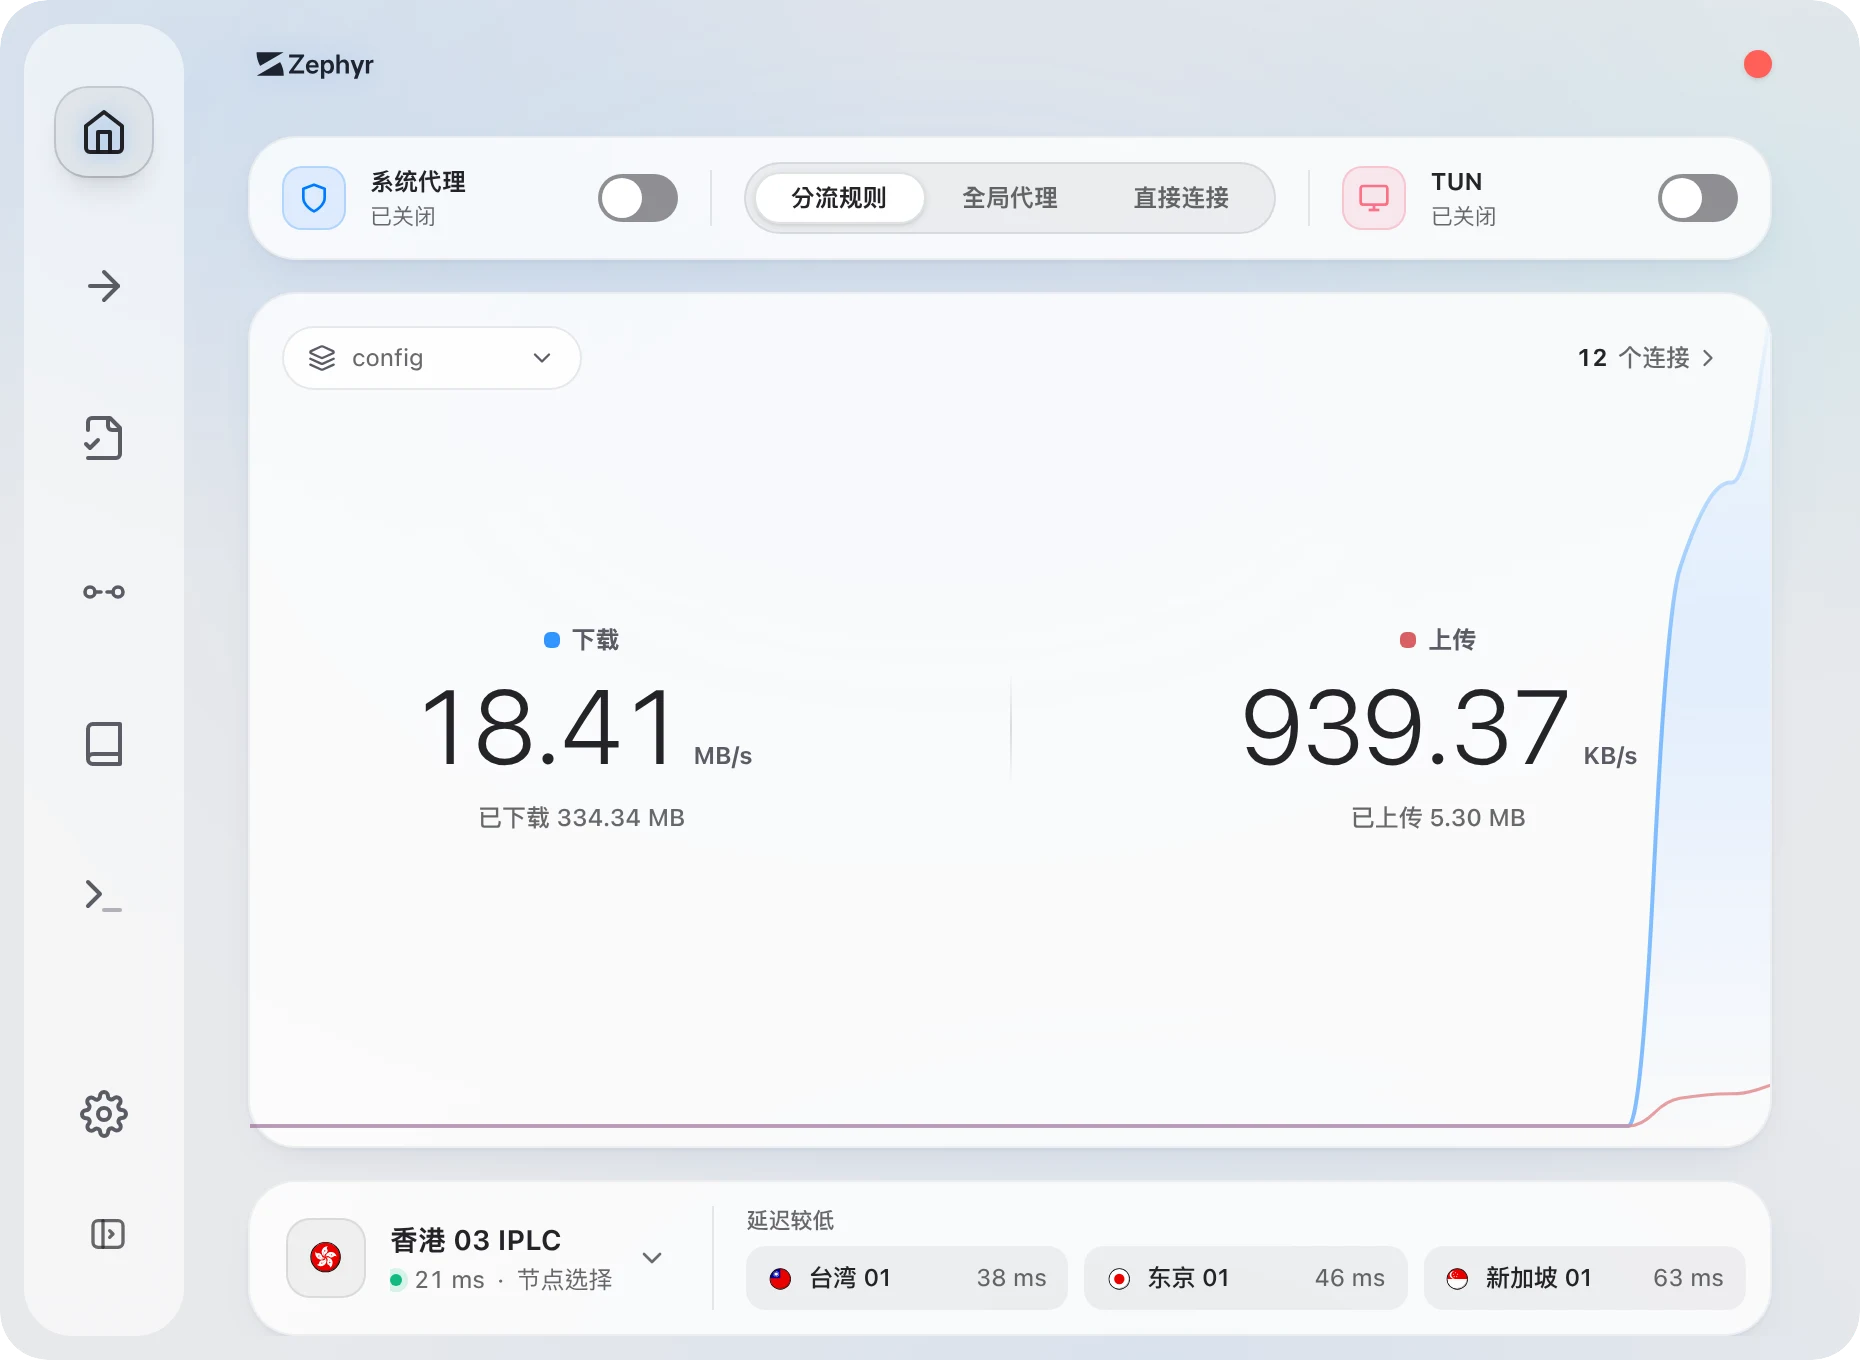 Zephyr
系统代理
已关闭
分流规则
全局代理
直接连接
TUN
已关闭
config
12 个连接
下载
18.41 MB/s
已下载 334.34 MB
上传
939.37 KB/s
已上传 5.30 MB
香港 03 IPLC
21 ms · 节点选择
延迟较低
台湾 01 38 ms
东京 01 46 ms
新加坡 01 63 ms